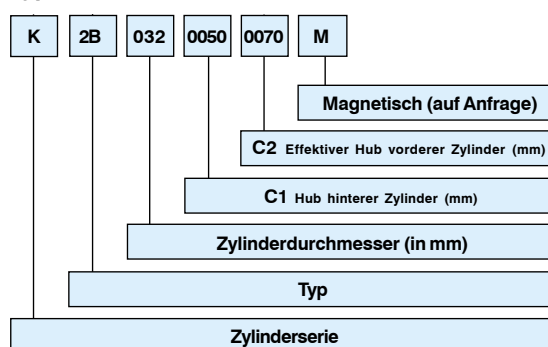 K 2B 032 0050 0070 M
Magnetisch (auf Anfrage)
C2 Effektiver Hub vorderer Zylinder (mm)
C1 Hub hinterer Zylinder (mm)
Zylinderdurchmesser (in mm)
Typ
Zylinderserie